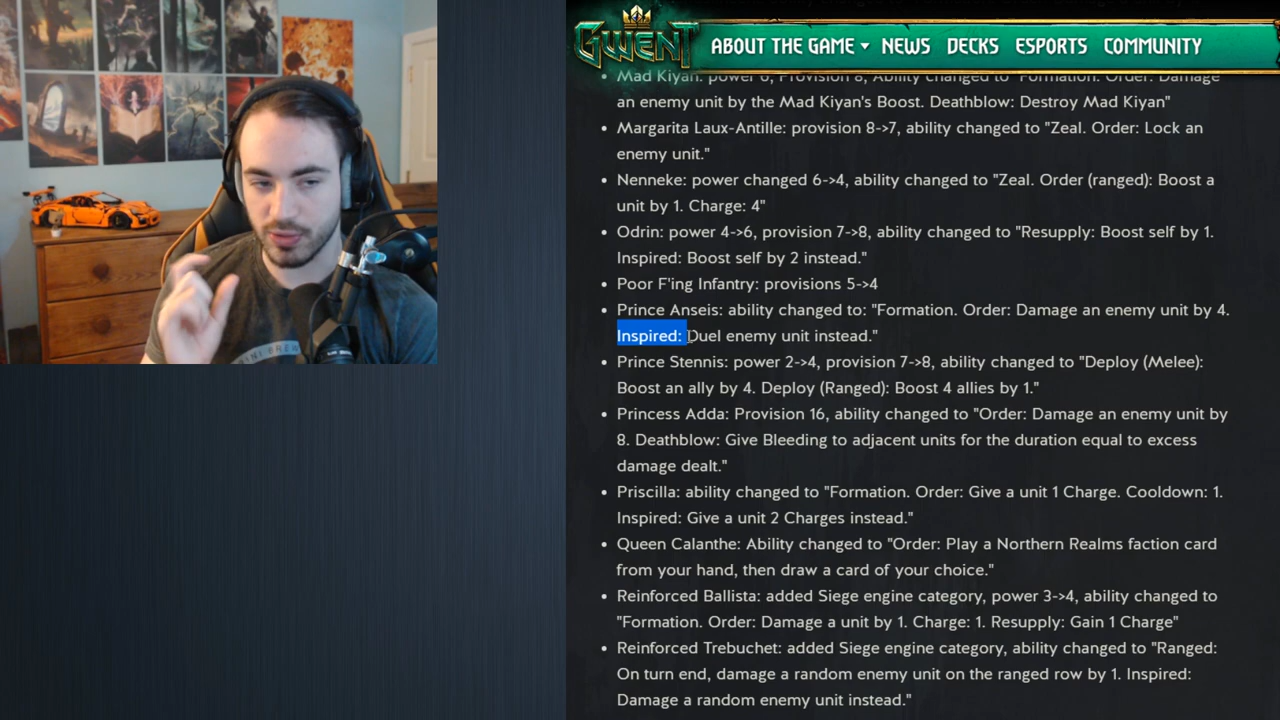 GWENT
ABOUT THE GAME NEWS DECKS ESPORTS COMMUNITY
Mad Kiyan: power 6, Provision 8, Ability changed to "Formation. Order: Damage
an enemy unit by the Mad Kiyan's Boost. Deathblow: Destroy Mad Kiyan"
Margarita Laux-Antille: provision 8->7, ability changed to "Zeal. Order: Lock an
enemy unit."
Nenneke: power changed 6->4, ability changed to "Zeal. Order (ranged): Boost a
unit by 1. Charge: 4"
Odrin: power 4->6, provision 7->8, ability changed to "Resupply: Boost self by 1.
Inspired: Boost self by 2 instead."
Poor F'ing Infantry: provisions 5->4
Prince Anseis: ability changed to: "Formation. Order: Damage an enemy unit by 4.
Inspired: Duel enemy unit instead."
Prince Stennis: power 2->4, provision 7->8, ability changed to "Deploy (Melee):
Boost an ally by 4. Deploy (Ranged): Boost 4 allies by 1."
Princess Adda: Provision 16, ability changed to "Order: Damage an enemy unit by
8. Deathblow: Give Bleeding to adjacent units for the duration equal to excess
damage dealt."
Priscilla: ability changed to "Formation. Order: Give a unit 1 Charge. Cooldown: 1.
Inspired: Give a unit 2 Charges instead."
Queen Calanthe: Ability changed to "Order: Play a Northern Realms faction card
from your hand, then draw a card of your choice."
Reinforced Ballista: added Siege engine category, power 3->4, ability changed to
"Formation. Order: Damage a unit by 1. Charge: 1. Resupply: Gain 1 Charge"
Reinforced Trebuchet: added Siege engine category, ability changed to "Ranged:
On turn end, damage a random enemy unit on the ranged row by 1. Inspired:
Damage a random enemy unit instead."